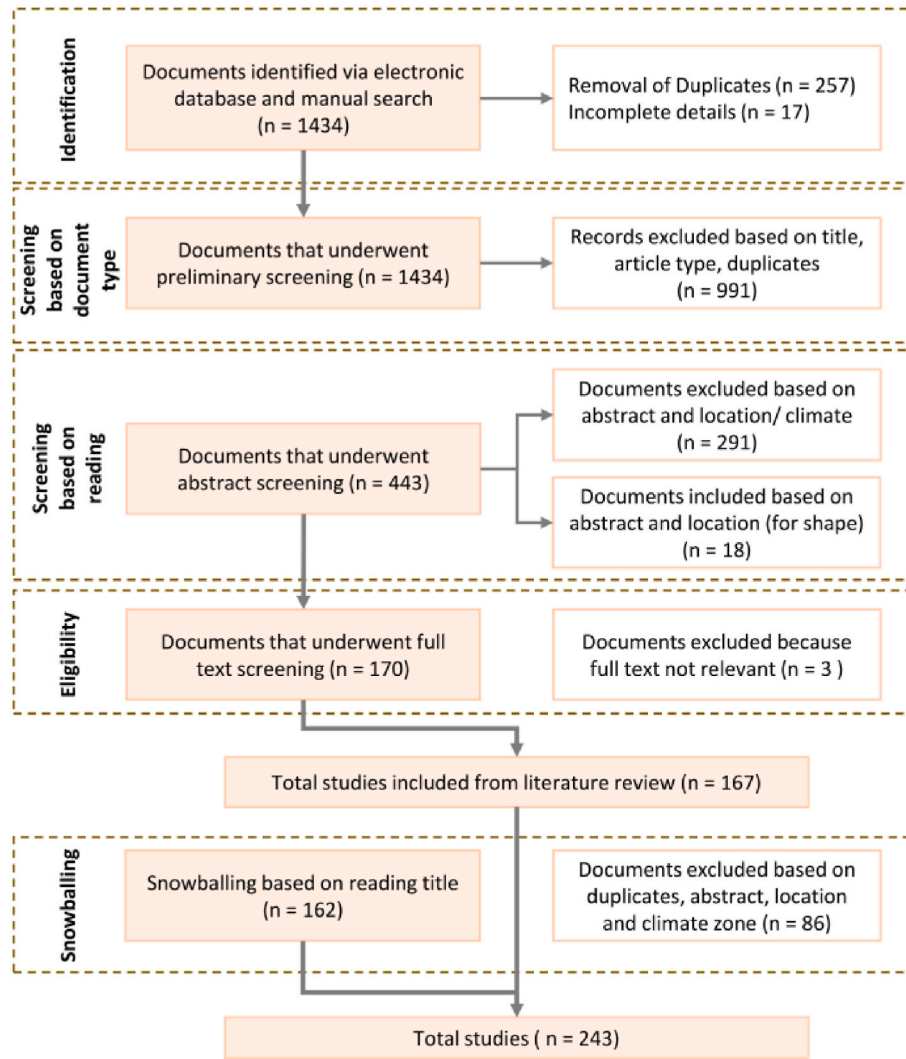 Identification
Documents identified via electronic
database and manual search
(n = 1434)
Removal of Duplicates (n = 257)
Incomplete details (n = 17)
Screening
based on
document
type
Documents that underwent
preliminary screening (n = 1434)
Records excluded based on title,
article type, duplicates
(n = 991)
Screening
based on
reading
Documents that underwent
abstract screening (n = 443)
Documents excluded based on
abstract and location/ climate
(n = 291)
Documents included based on
abstract and location (for shape)
(n = 18)
Eligibility
Documents that underwent full
text screening (n = 170)
Documents excluded because
full text not relevant (n = 3 )
Total studies included from literature review (n = 167)
Snowballing
Snowballing based on reading title
(n = 162)
Documents excluded based on
duplicates, abstract, location
and climate zone (n = 86)
Total studies ( n = 243)